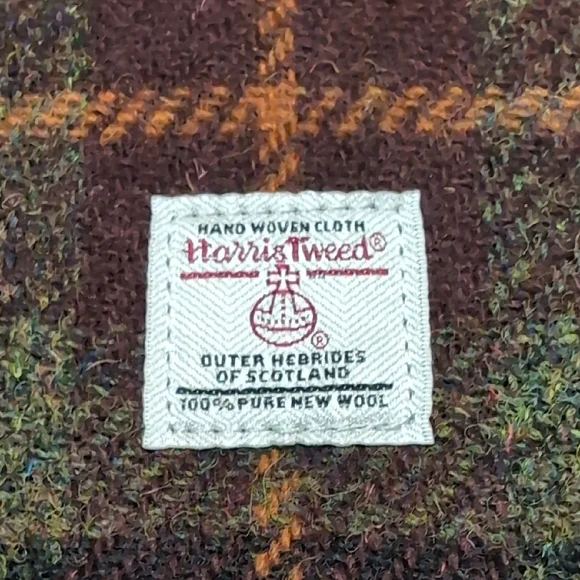 HAND WOVEN CLOTH
Harris Tweed®
®
OUTER HEBRIDES
OF SCOTLAND
100% PURE NEW WOOL